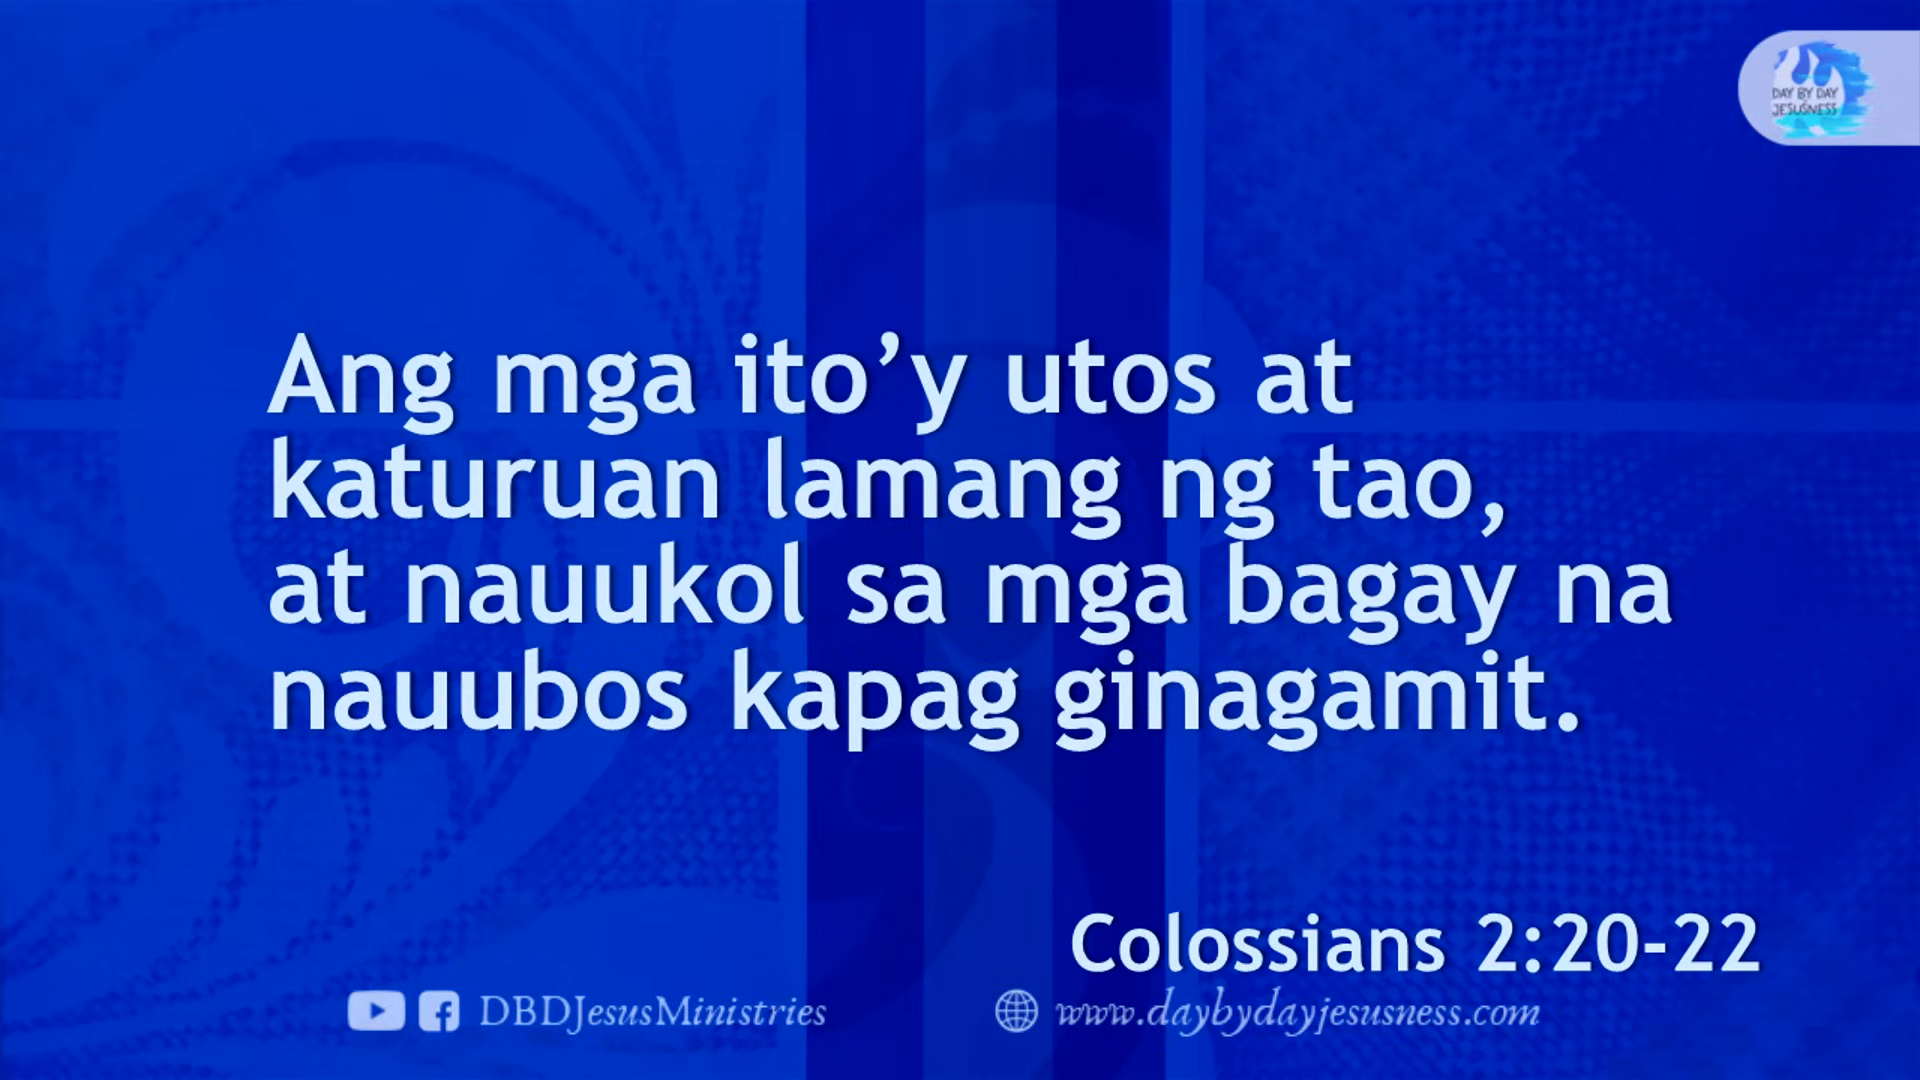 DAY BY DAY
JESUSNESS
Ang mga ito’y utos at
katuruan lamang ng tao,
at nauukol sa mga bagay na
nauubos kapag ginagamit.
Colossians 2:20-22
DBDJesusMinistries
www.daybydayjesusness.com